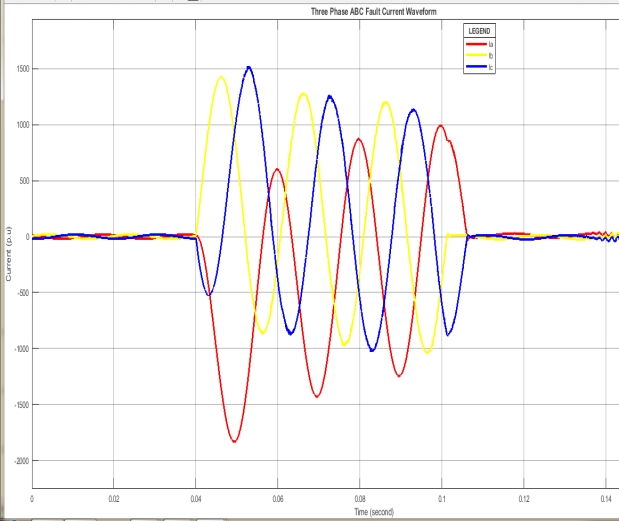 Three Phase ABC Fault Current Waveform
LEGEND
Ia
Ib
Ic
1500
1000
500
0
-500
-1000
-1500
-2000
Current (p.u)
0 0.02 0.04 0.06 0.08 0.1 0.12 0.14
Time (second)